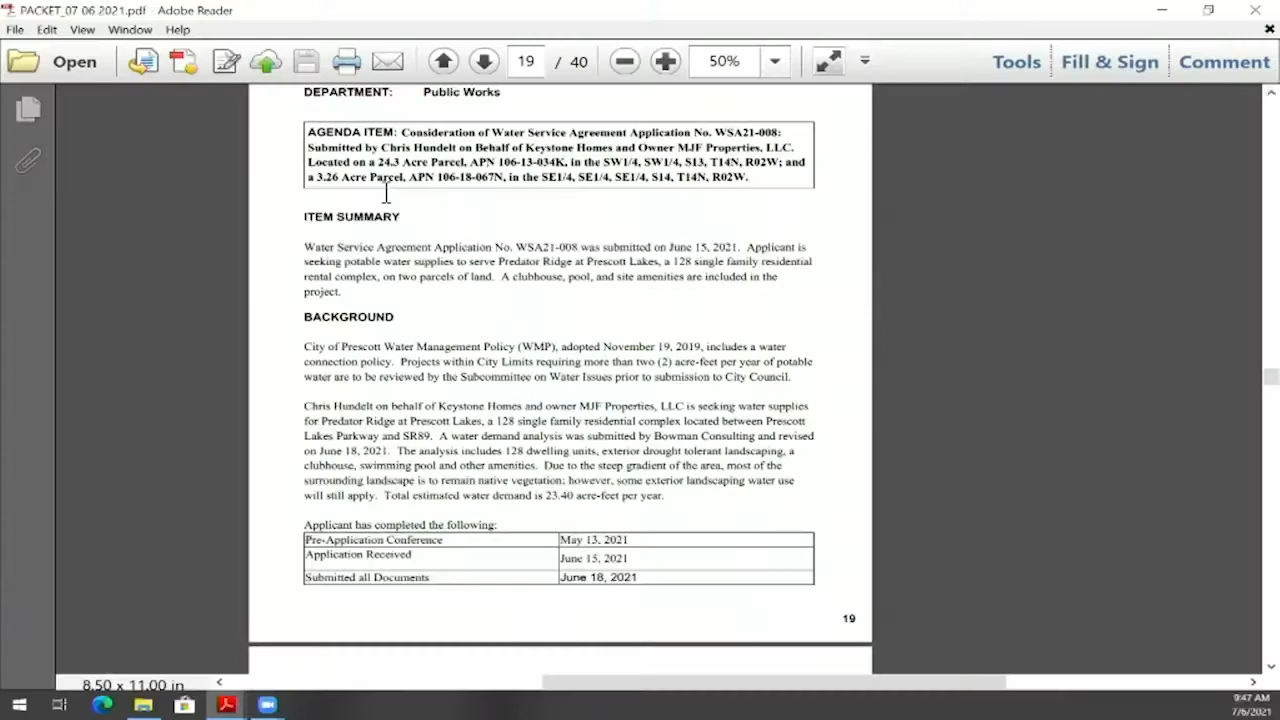 PACKET_07 06 2021.pdf - Adobe Reader
File Edit View Window Help
Open 19 / 40 50% Tools Fill & Sign Comment
DEPARTMENT: Public Works
AGENDA ITEM: Consideration of Water Service Agreement Application No. WSA21-008:
Submitted by Chris Hundelt on Behalf of Keystone Homes and Owner MJF Properties, LLC.
Located on a 24.3 Acre Parcel, APN 106-13-034K, in the SW1/4, SW1/4, S13, T14N, R02W; and
a 3.26 Acre Parcel, APN 106-18-067N, in the SE1/4, SE1/4, SE1/4, S14, T14N, R02W.
ITEM SUMMARY
Water Service Agreement Application No. WSA21-008 was submitted on June 15, 2021. Applicant is
seeking potable water supplies to serve Predator Ridge at Prescott Lakes, a 128 single family residential
rental complex, on two parcels of land. A clubhouse, pool, and site amenities are included in the
project.
BACKGROUND
City of Prescott Water Management Policy (WMP), adopted November 19, 2019, includes a water
connection policy. Projects within City Limits requiring more than two (2) acre-feet per year of potable
water are to be reviewed by the Subcommittee on Water Issues prior to submission to City Council.
Chris Hundelt on behalf of Keystone Homes and owner MJF Properties, LLC is seeking water supplies
for Predator Ridge at Prescott Lakes, a 128 single family residential complex located between Prescott
Lakes Parkway and SR89. A water demand analysis was submitted by Bowman Consulting and revised
on June 18, 2021. The analysis includes 128 dwelling units, exterior drought tolerant landscaping, a
clubhouse, swimming pool and other amenities. Due to the steep gradient of the area, most of the
surrounding landscape is to remain native vegetation; however, some exterior landscaping water use
will still apply. Total estimated water demand is 23.40 acre-feet per year.
Applicant has completed the following:
Pre-Application Conference May 13, 2021
Application Received June 15, 2021
Submitted all Documents June 18, 2021
19
8.50 x 11.00 in
9:47 AM
7/6/2021